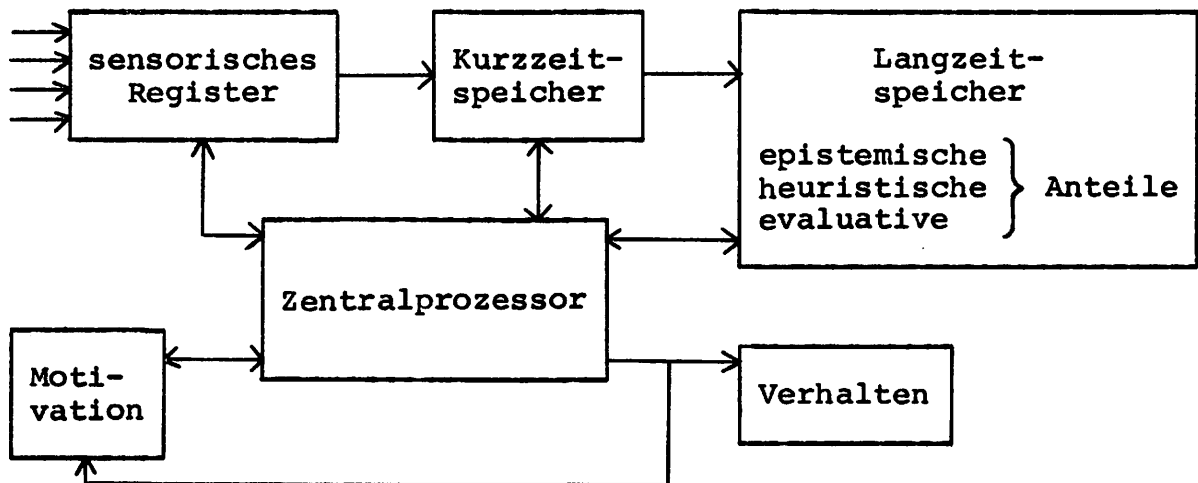 sensorisches
Register
Kurzzeit-
speicher
Langzeit-
speicher
epistemische
heuristische
evaluative
Anteile
Zentralprozessor
Moti-
vation
Verhalten